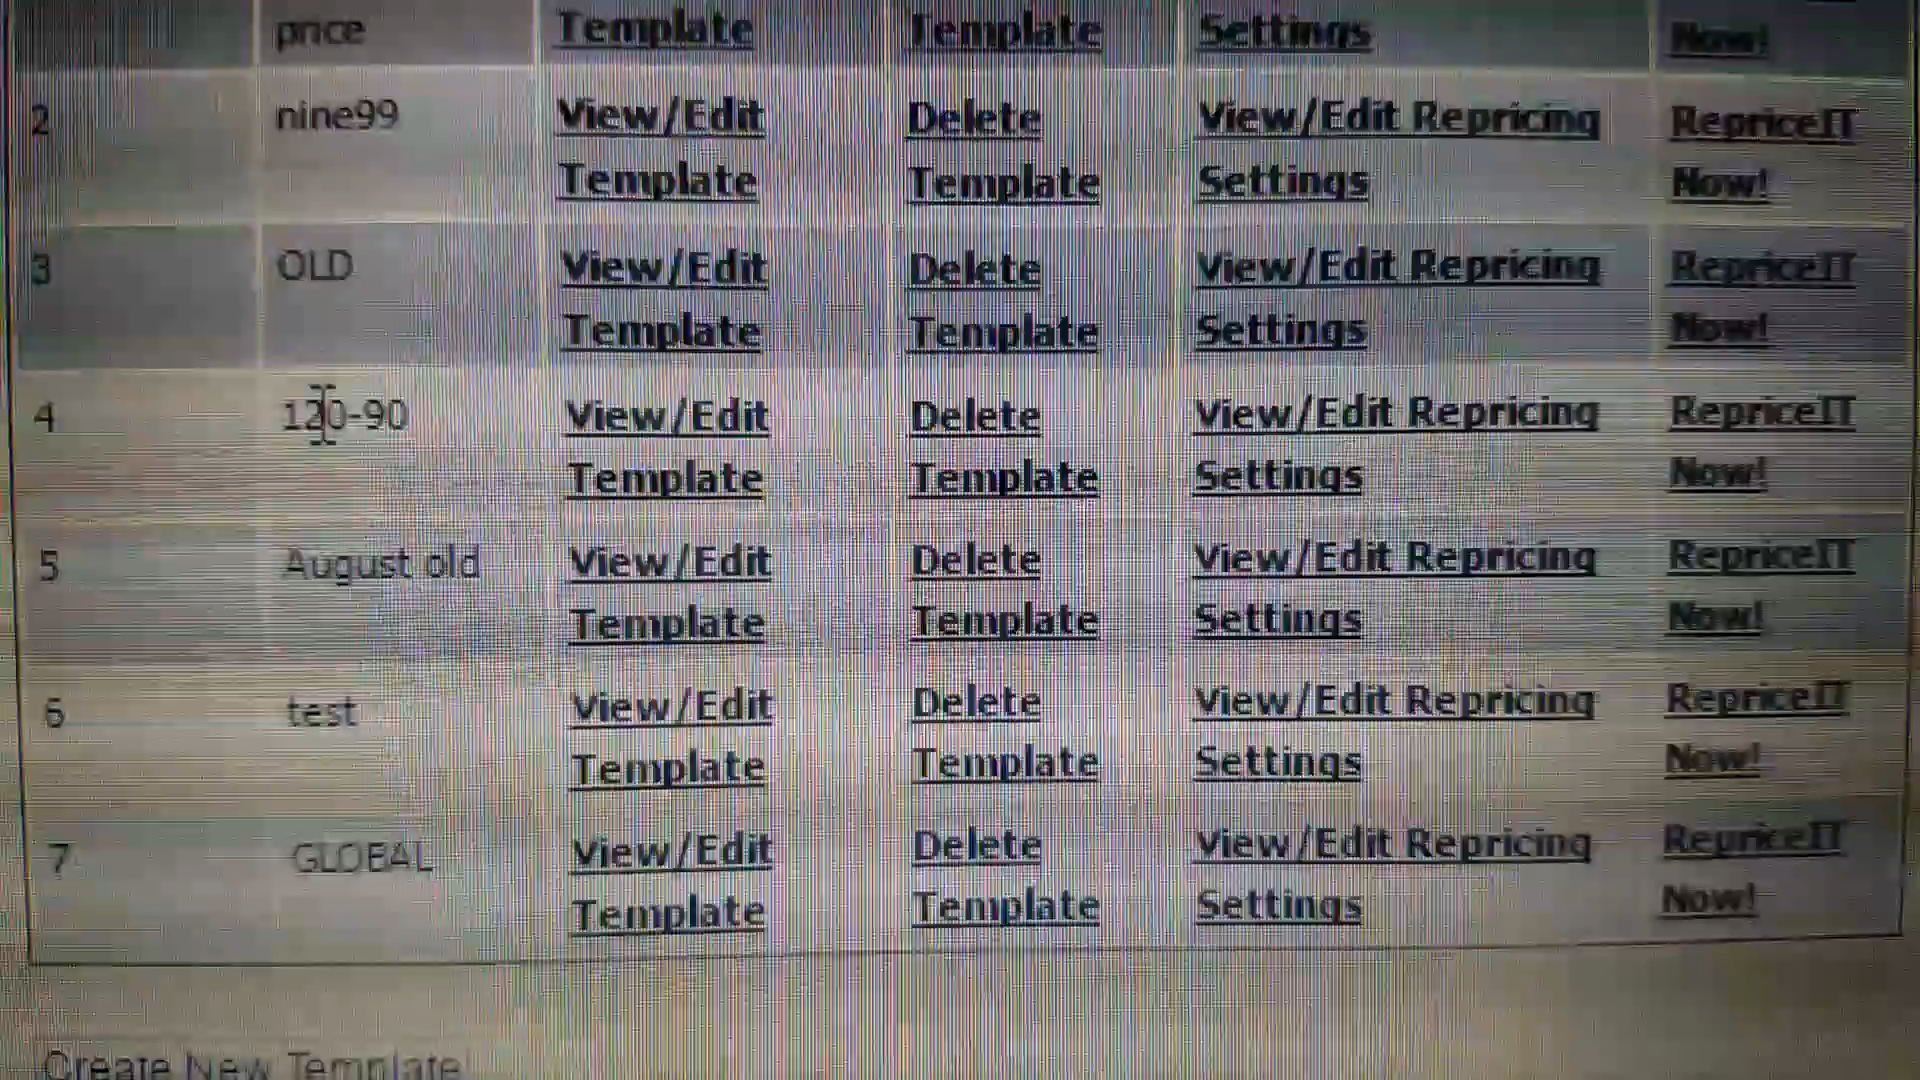 price Template Template Settings Now!
2 nine99 View/Edit Delete View/Edit Repricing RepriceIT
Template Template Settings Now!
3 OLD View/Edit Delete View/Edit Repricing RepriceIT
Template Template Settings Now!
4 120-90 View/Edit Delete View/Edit Repricing RepriceIT
Template Template Settings Now!
5 August old View/Edit Delete View/Edit Repricing RepriceIT
Template Template Settings Now!
6 test View/Edit Delete View/Edit Repricing RepriceIT
Template Template Settings Now!
7 GLOBAL View/Edit Delete View/Edit Repricing RepriceIT
Template Template Settings Now!
Create New Template